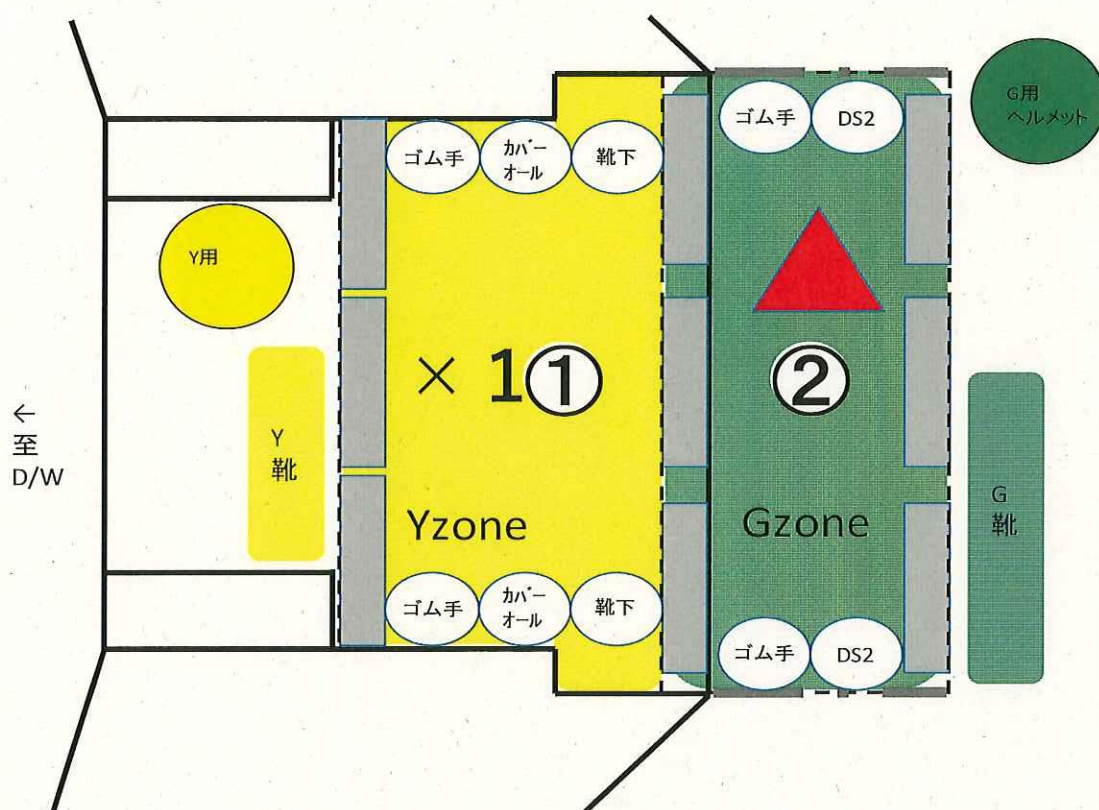 G用
ヘルメット
ゴム手
カバー
オール
靴下
ゴム手
DS2
Y用
× 1①
②
←
至
D/W
Y
靴
Yzone
Gzone
G
靴
ゴム手
カバー
オール
靴下
ゴム手
DS2